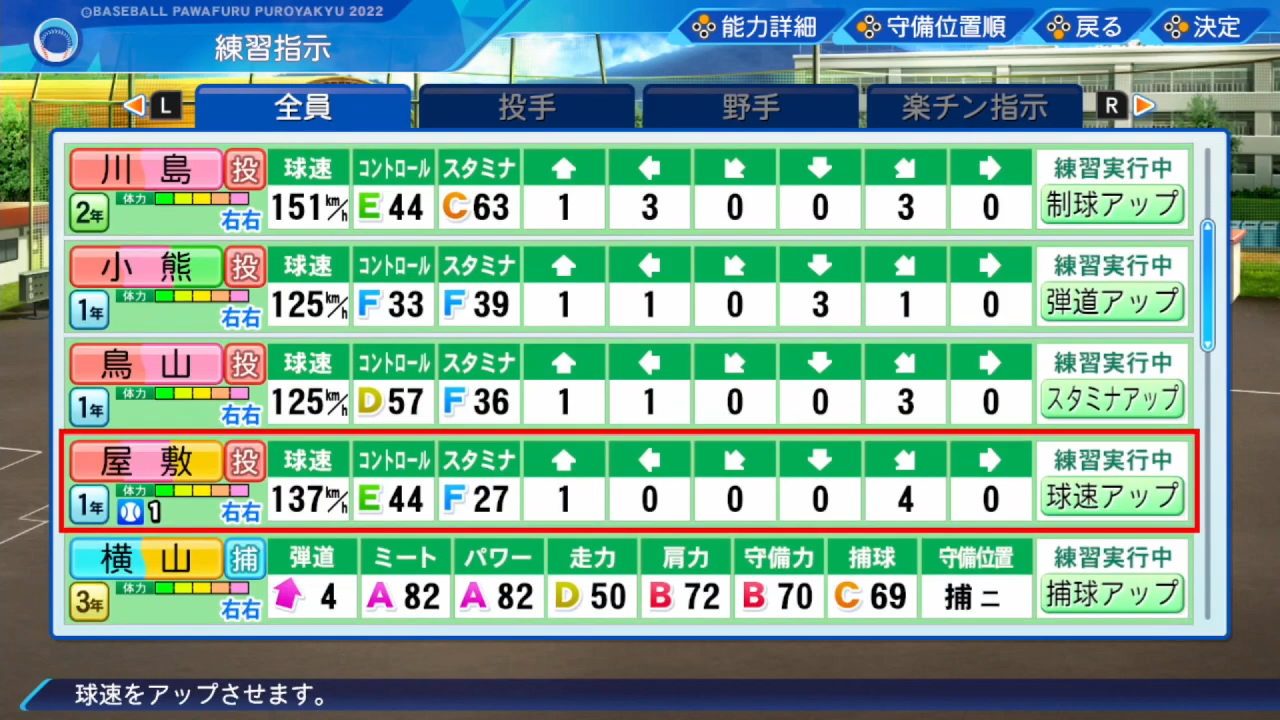 ©BASEBALL PAWAFURU PUROYAKYU 2022
練習指示
能力詳細 守備位置順 戻る 決定
L 全員 投手 野手 楽チン指示 R
川島 投 球速 コントロール スタミナ 練習実行中
2年 体力 右右 151km/h E 44 C 63 1 3 0 0 3 0 制球アップ
小熊 投 球速 コントロール スタミナ 練習実行中
1年 体力 右右 125km/h F 33 F 39 1 1 0 3 1 0 弾道アップ
鳥山 投 球速 コントロール スタミナ 練習実行中
1年 体力 右右 125km/h D 57 F 36 1 1 0 0 3 0 スタミナアップ
屋敷 投 球速 コントロール スタミナ 練習実行中
1年 体力 1 右右 137km/h E 44 F 27 1 0 0 0 4 0 球速アップ
横山 捕 弾道 ミート パワー 走力 肩力 守備力 捕球 守備位置 練習実行中
3年 体力 右右 4 A 82 A 82 D 50 B 72 B 70 C 69 捕二 捕球アップ
球速をアップさせます。